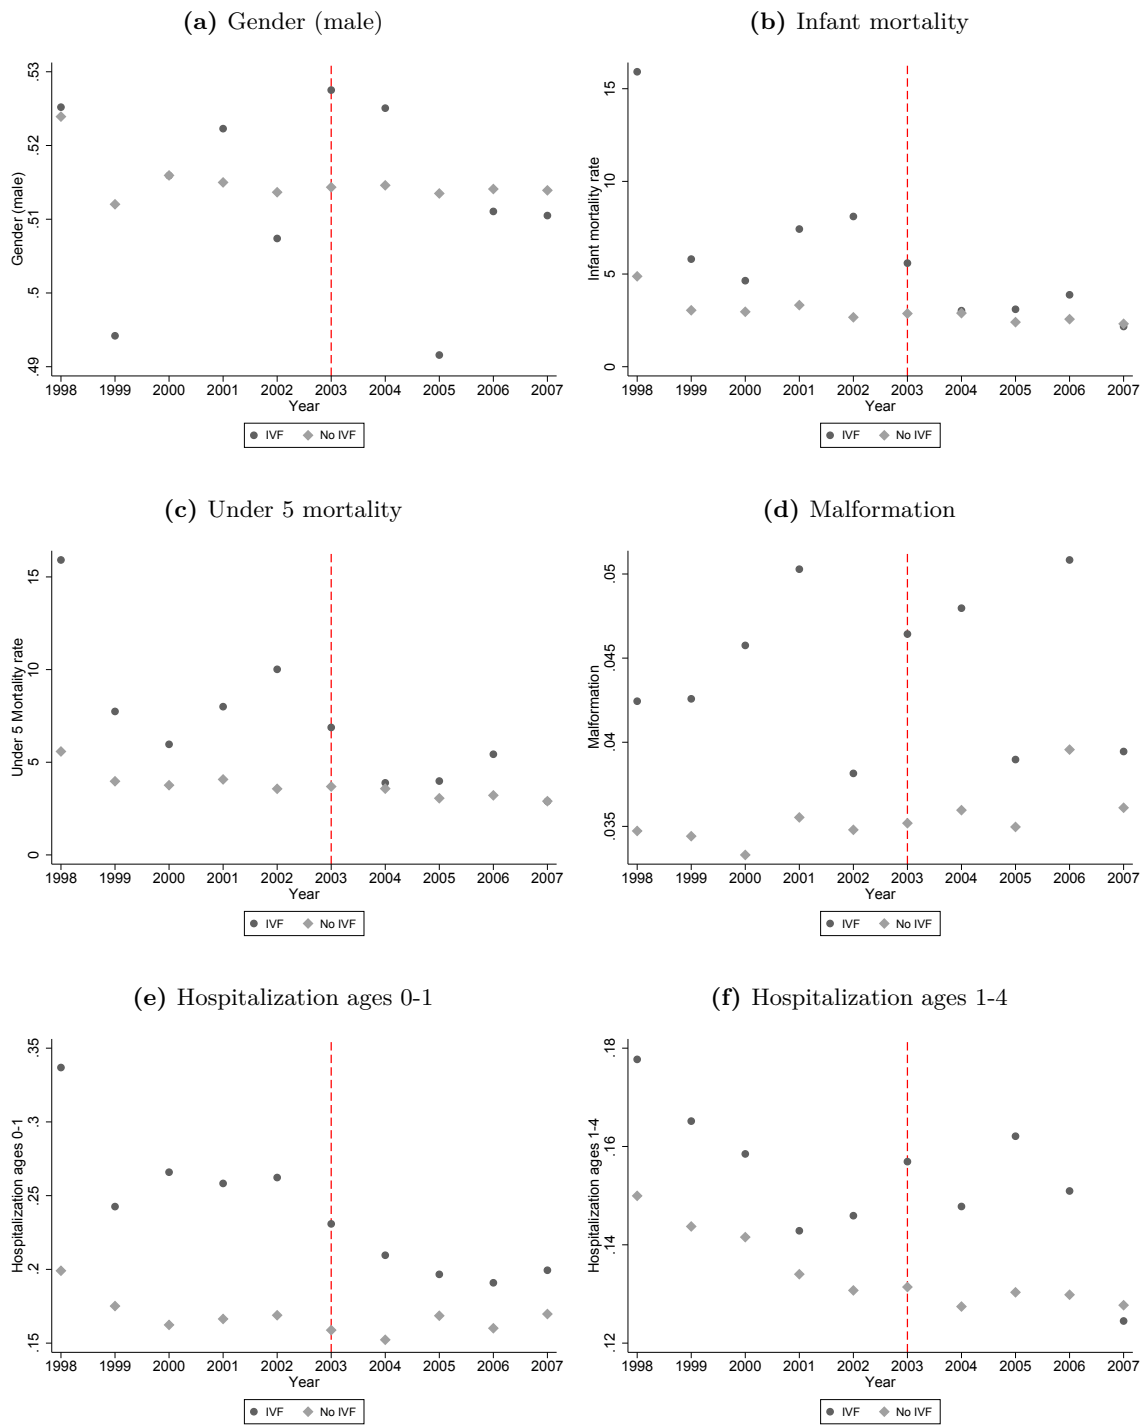 (a) Gender (male)
.53
.52
.51
.5
.49
Gender (male)
1998 1999 2000 2001 2002 2003 2004 2005 2006 2007
Year
IVF No IVF
(b) Infant mortality
15
10
5
0
Infant mortality rate
1998 1999 2000 2001 2002 2003 2004 2005 2006 2007
Year
IVF No IVF
(c) Under 5 mortality
15
10
5
0
Under 5 Mortality rate
1998 1999 2000 2001 2002 2003 2004 2005 2006 2007
Year
IVF No IVF
(d) Malformation
.05
.045
.04
.035
Malformation
1998 1999 2000 2001 2002 2003 2004 2005 2006 2007
Year
IVF No IVF
(e) Hospitalization ages 0-1
.35
.3
.25
.2
.15
Hospitalization ages 0-1
1998 1999 2000 2001 2002 2003 2004 2005 2006 2007
Year
IVF No IVF
(f) Hospitalization ages 1-4
.18
.16
.14
.12
Hospitalization ages 1-4
1998 1999 2000 2001 2002 2003 2004 2005 2006 2007
Year
IVF No IVF